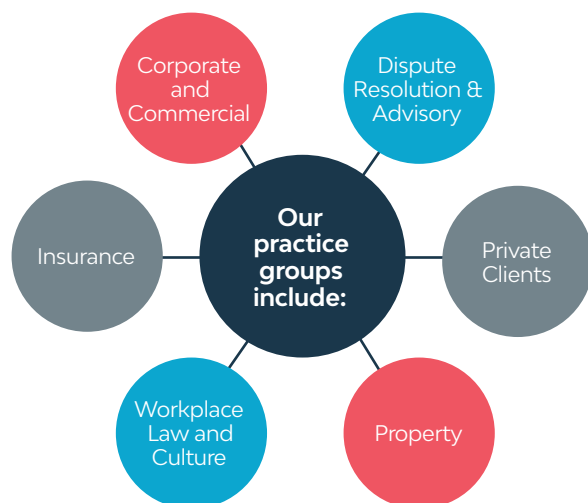 Corporate
and
Commercial
Dispute
Resolution &
Advisory
Insurance
Our
practice
groups
include:
Private
Clients
Workplace
Law and
Culture
Property